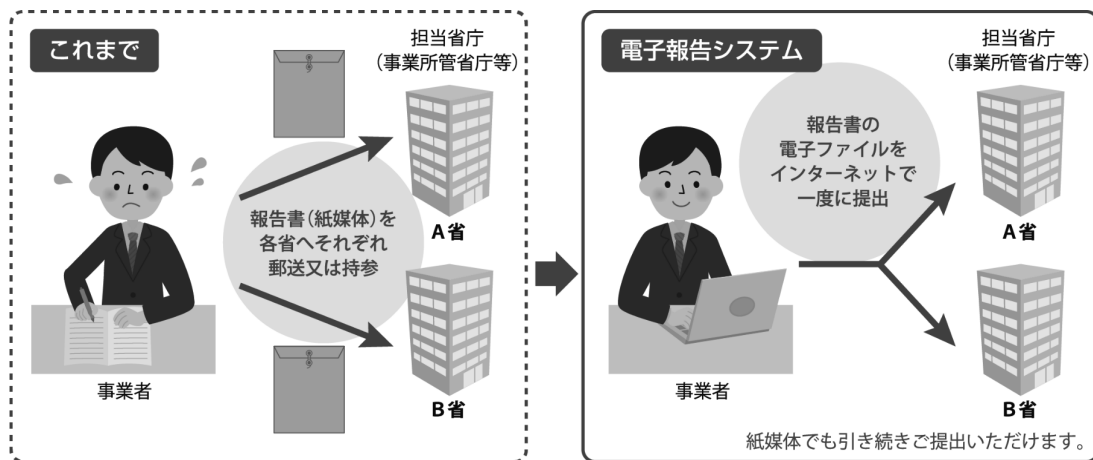 これまで
担当省庁
（事業所管省庁等）
報告書（紙媒体）を
各省へそれぞれ
郵送又は持参
A省
B省
事業者
電子報告システム
担当省庁
（事業所管省庁等）
報告書の
電子ファイルを
インターネットで
一度に提出
A省
B省
事業者
紙媒体でも引き続きご提出いただけます。